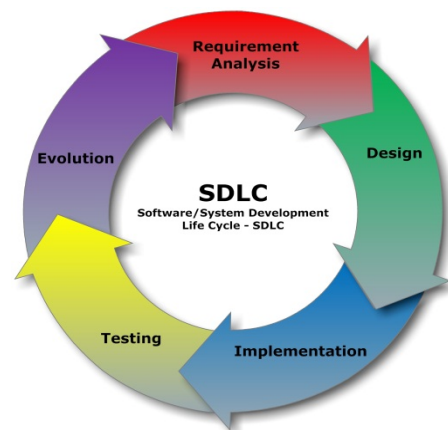 Requirement
Analysis
Design
Evolution
SDLC
Software/System Development
Life Cycle - SDLC
Testing
Implementation